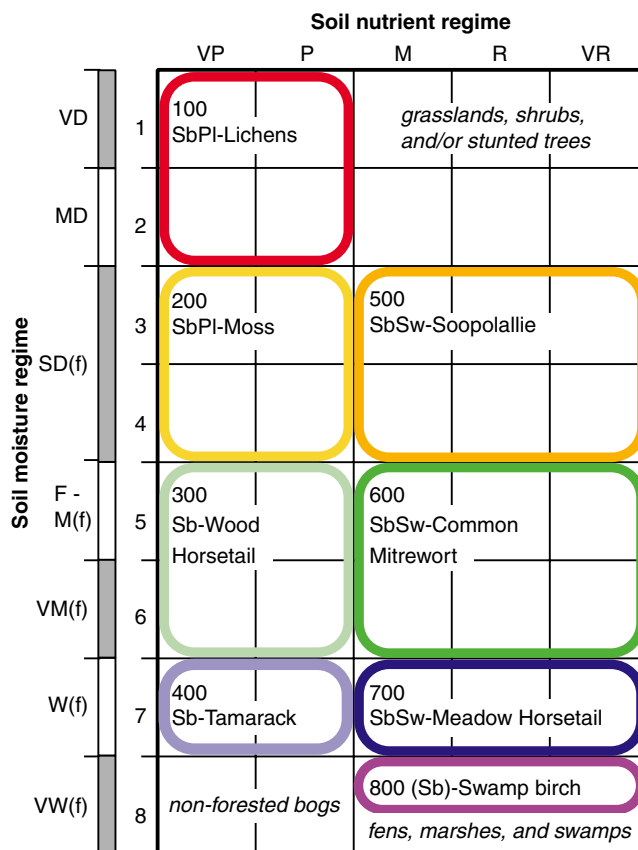 Soil nutrient regime
VP P M R VR
Soil moisture regime
VD
1
100
SbPl-Lichens
grasslands, shrubs,
and/or stunted trees
MD
2
SD(f)
3
200
SbPl-Moss
500
SbSw-Soopolallie
4
F -
M(f)
5
300
Sb-Wood
Horsetail
600
SbSw-Common
Mitrewort
VM(f)
6
W(f)
7
400
Sb-Tamarack
700
SbSw-Meadow Horsetail
VW(f)
8
non-forested bogs
800 (Sb)-Swamp birch
fens, marshes, and swamps